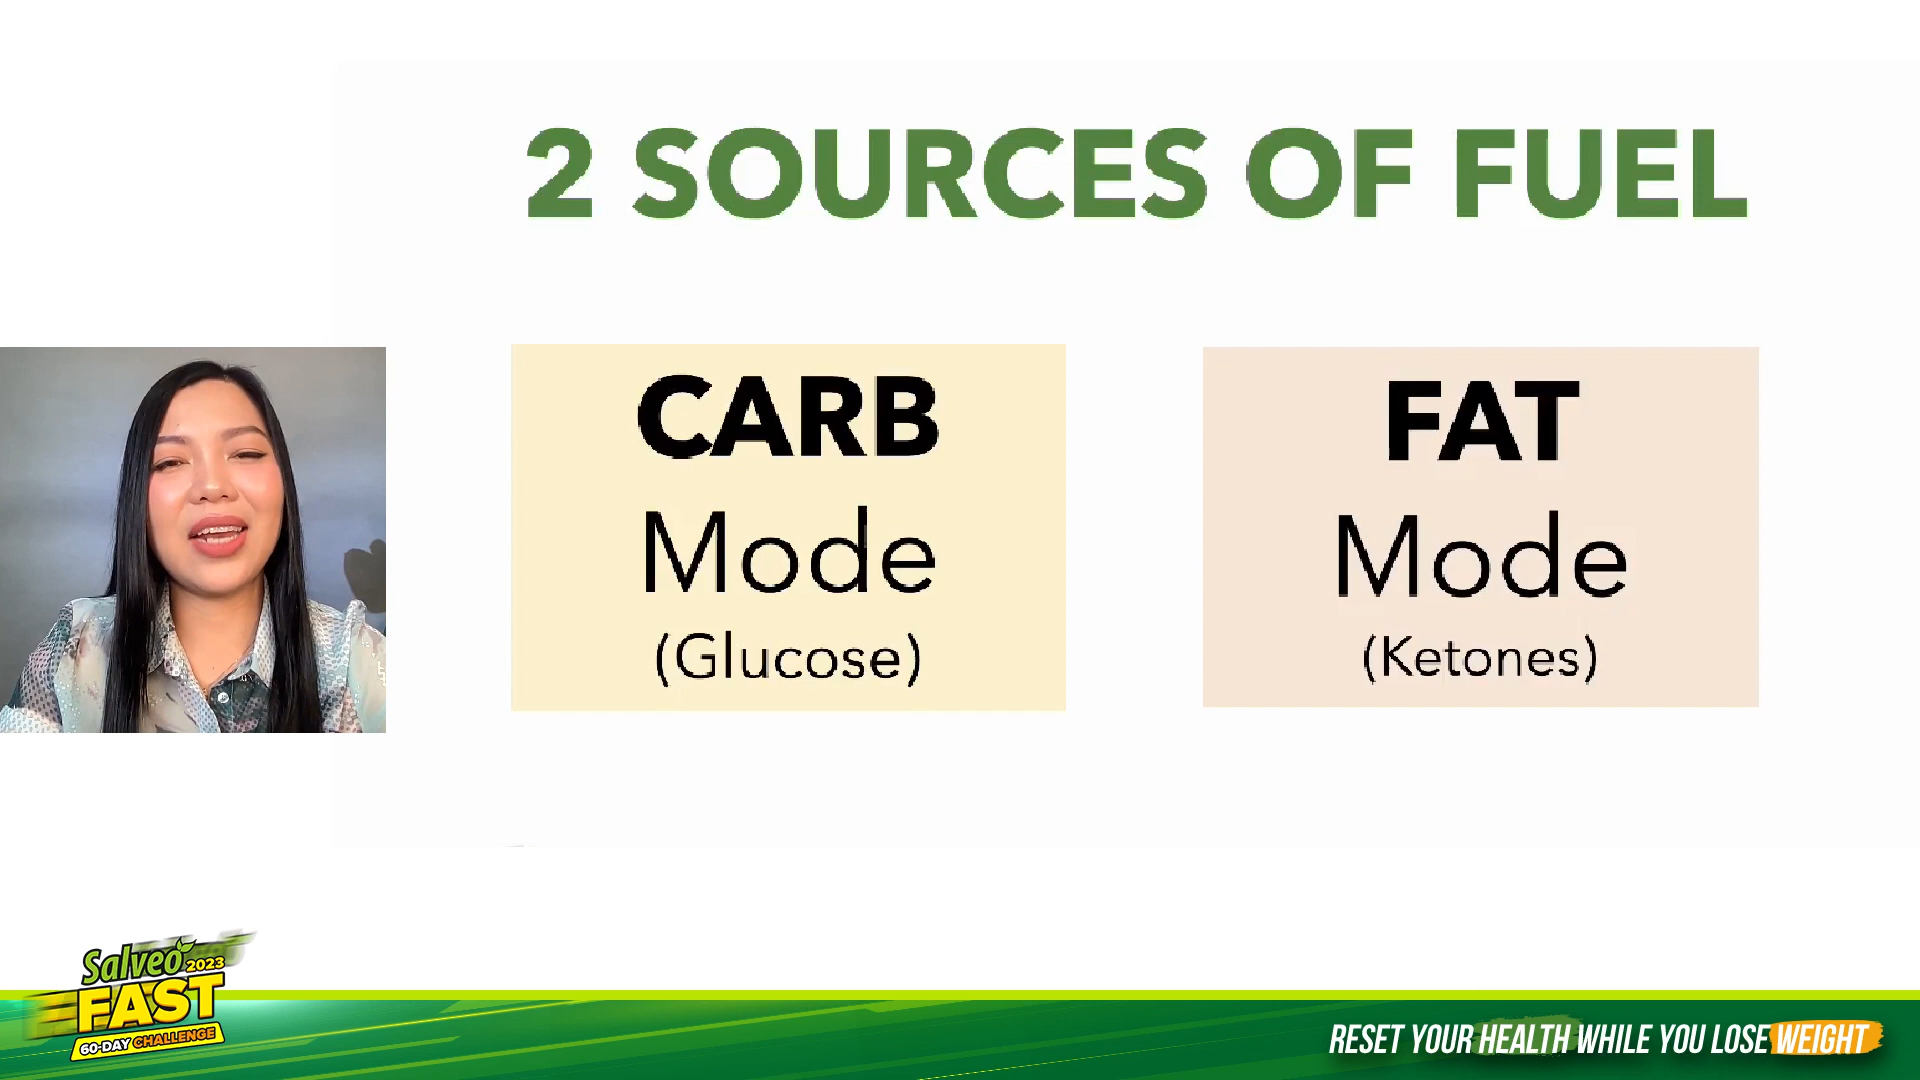 2 SOURCES OF FUEL
CARB
Mode
(Glucose)
FAT
Mode
(Ketones)
Salveo 2023
FAST
60-DAY CHALLENGE
RESET YOUR HEALTH WHILE YOU LOSE WEIGHT